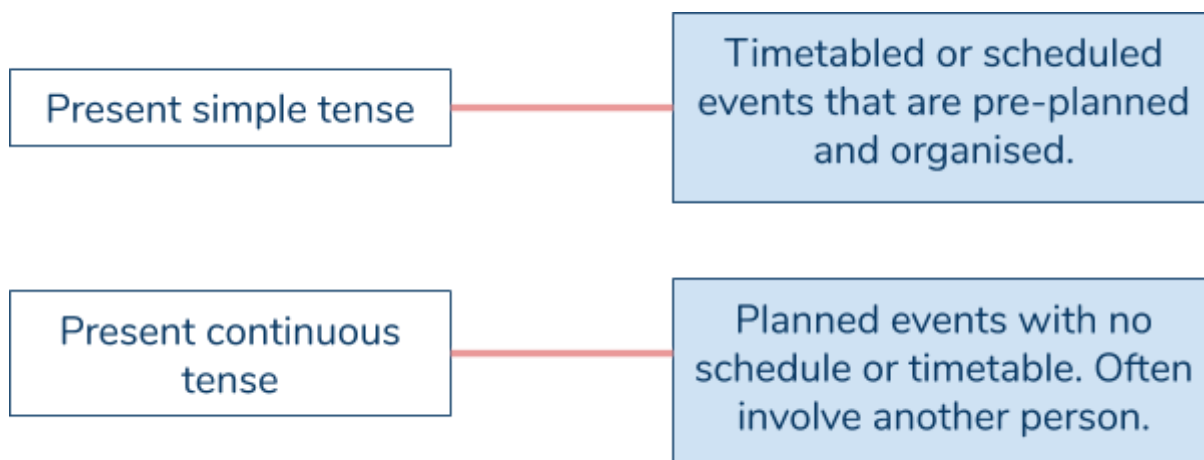 Present simple tense
Timetabled or scheduled
events that are pre-planned
and organised.
Present continuous
tense
Planned events with no
schedule or timetable. Often
involve another person.